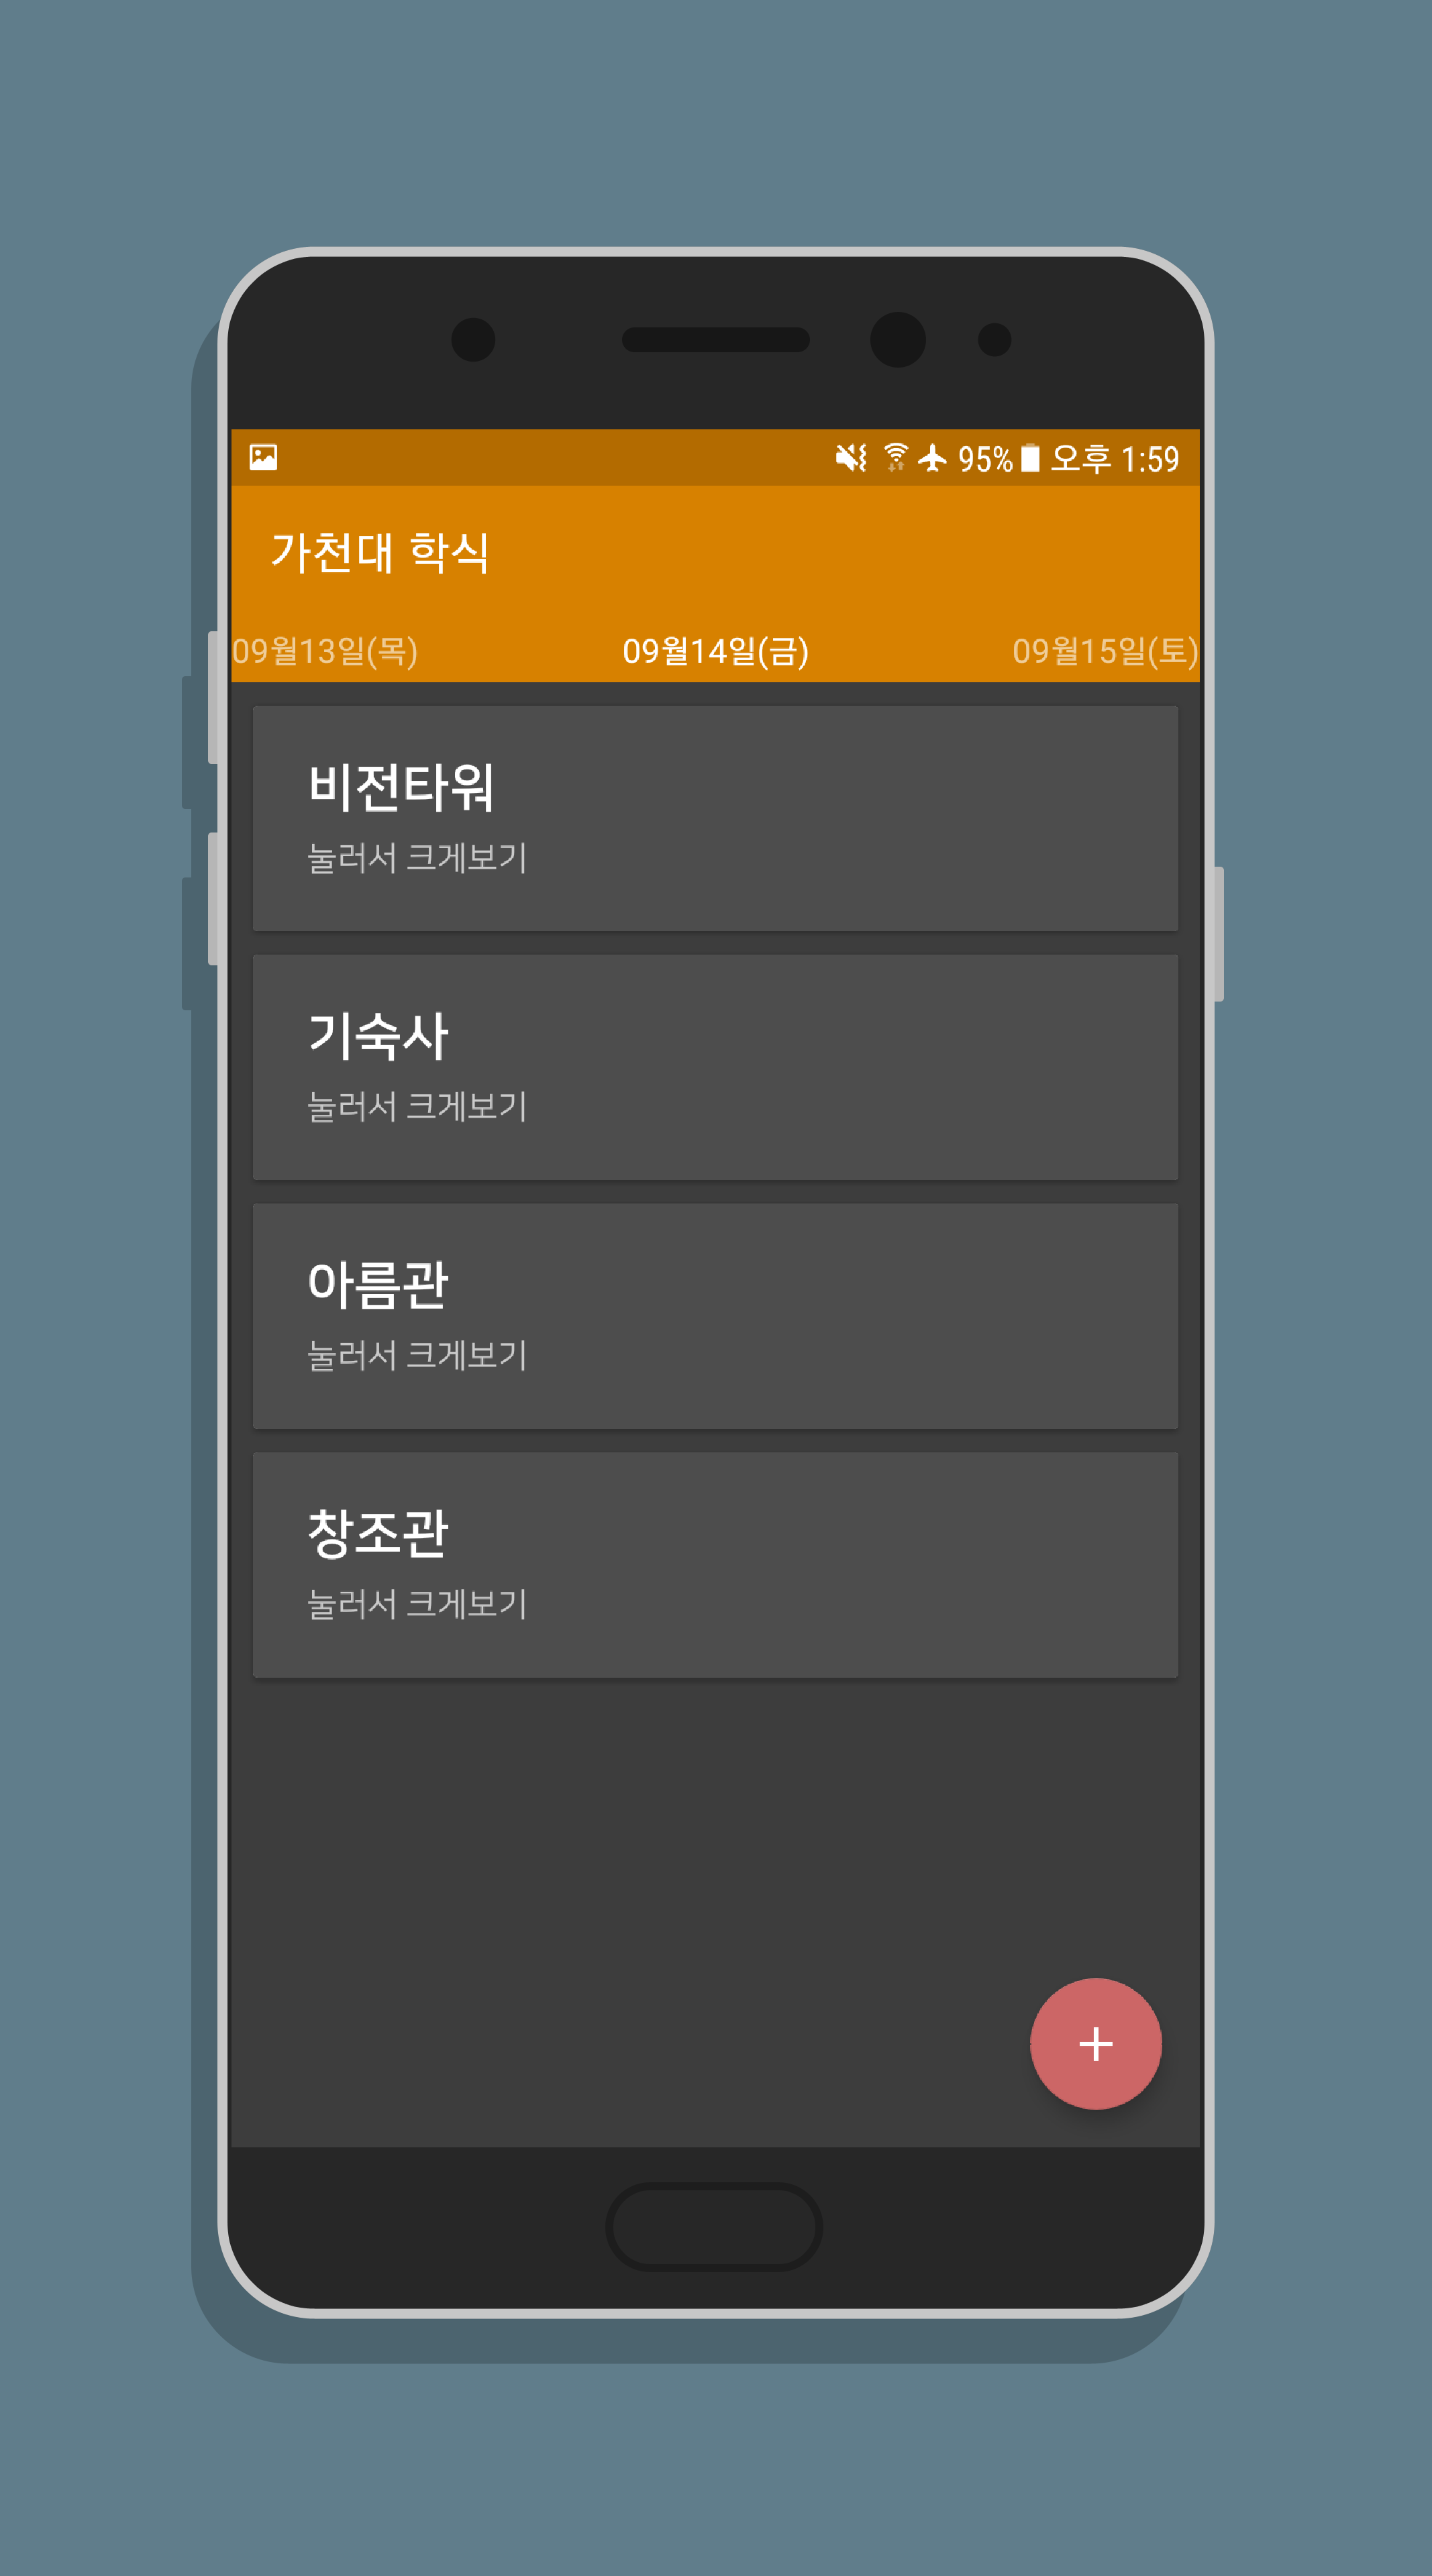 95% 오후 1:59
가천대 학식
09월13일(목) 09월14일(금) 09월15일(토)
비전타워
눌러서 크게보기
기숙사
눌러서 크게보기
아름관
눌러서 크게보기
창조관
눌러서 크게보기